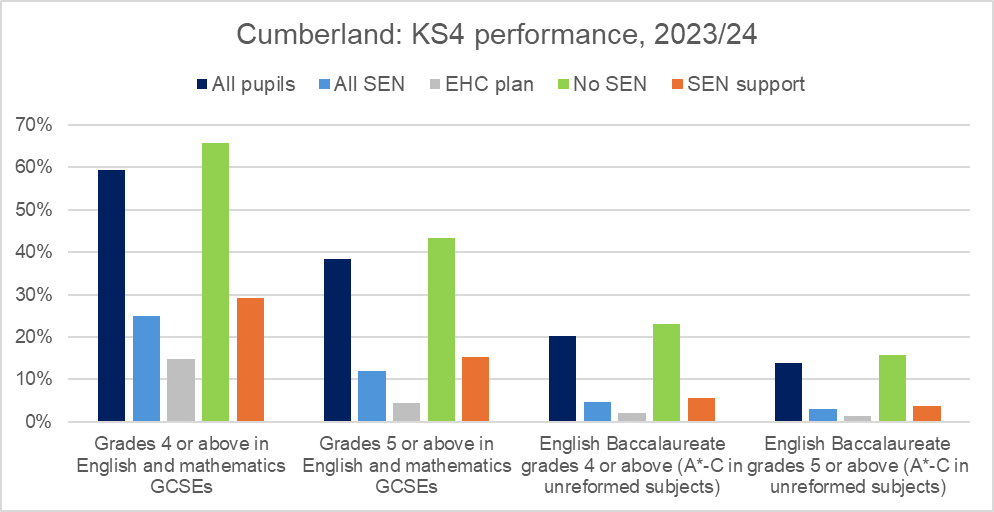 Cumberland: KS4 performance, 2023/24
All pupils All SEN EHC plan No SEN SEN support
70%
60%
50%
40%
30%
20%
10%
0%
Grades 4 or above in
English and mathematics
GCSEs
Grades 5 or above in
English and mathematics
GCSEs
English Baccalaureate
grades 4 or above (A*-C in
unreformed subjects)
English Baccalaureate
grades 5 or above (A*-C in
unreformed subjects)